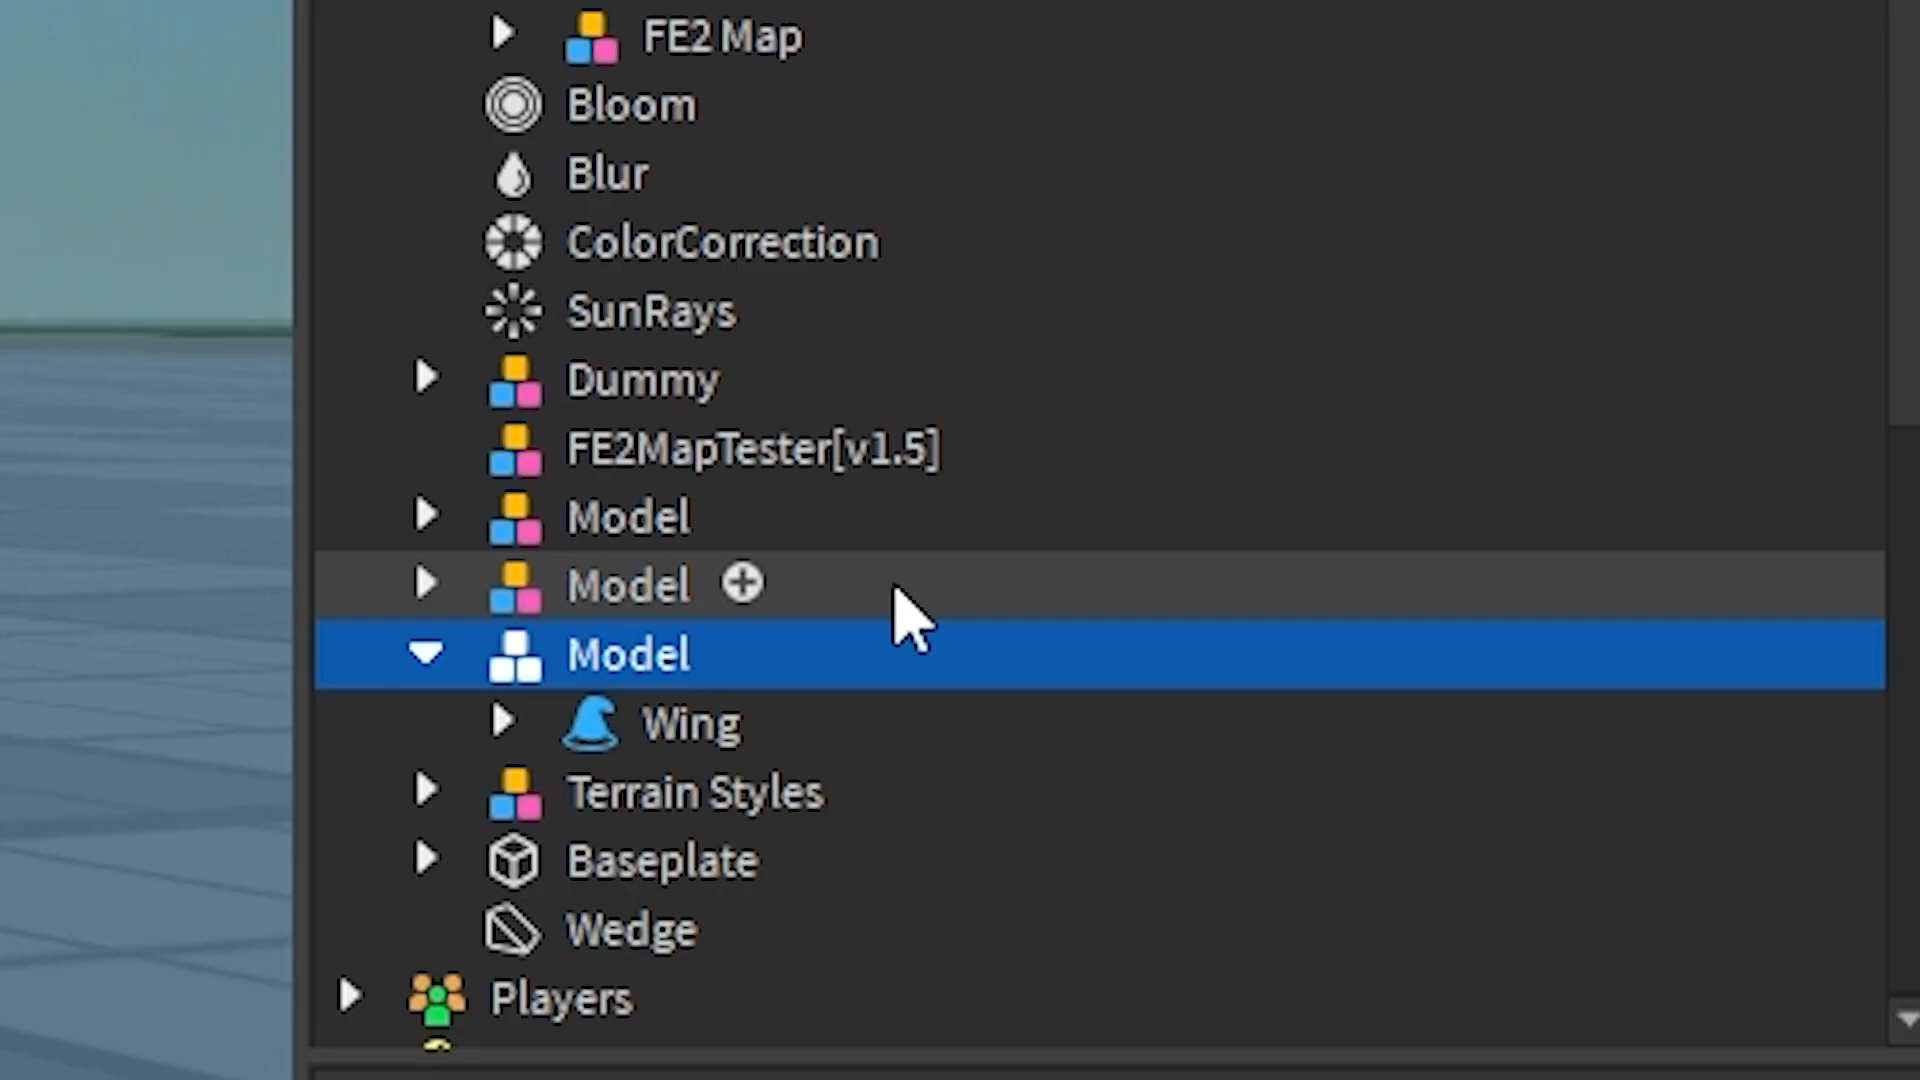 FE2 Map
Bloom
Blur
ColorCorrection
SunRays
Dummy
FE2MapTester[v1.5]
Model
Model
Model
Wing
Terrain Styles
Baseplate
Wedge
Players